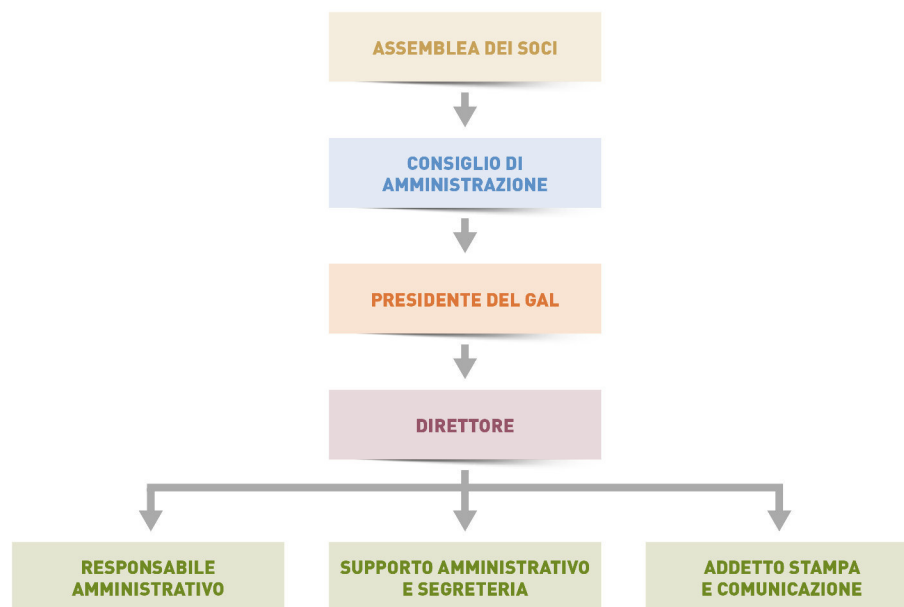 ASSEMBLEA DEI SOCI
CONSIGLIO DI
AMMINISTRAZIONE
PRESIDENTE DEL GAL
DIRETTORE
RESPONSABILE
AMMINISTRATIVO
SUPPORTO AMMINISTRATIVO
E SEGRETERIA
ADDETTO STAMPA
E COMUNICAZIONE